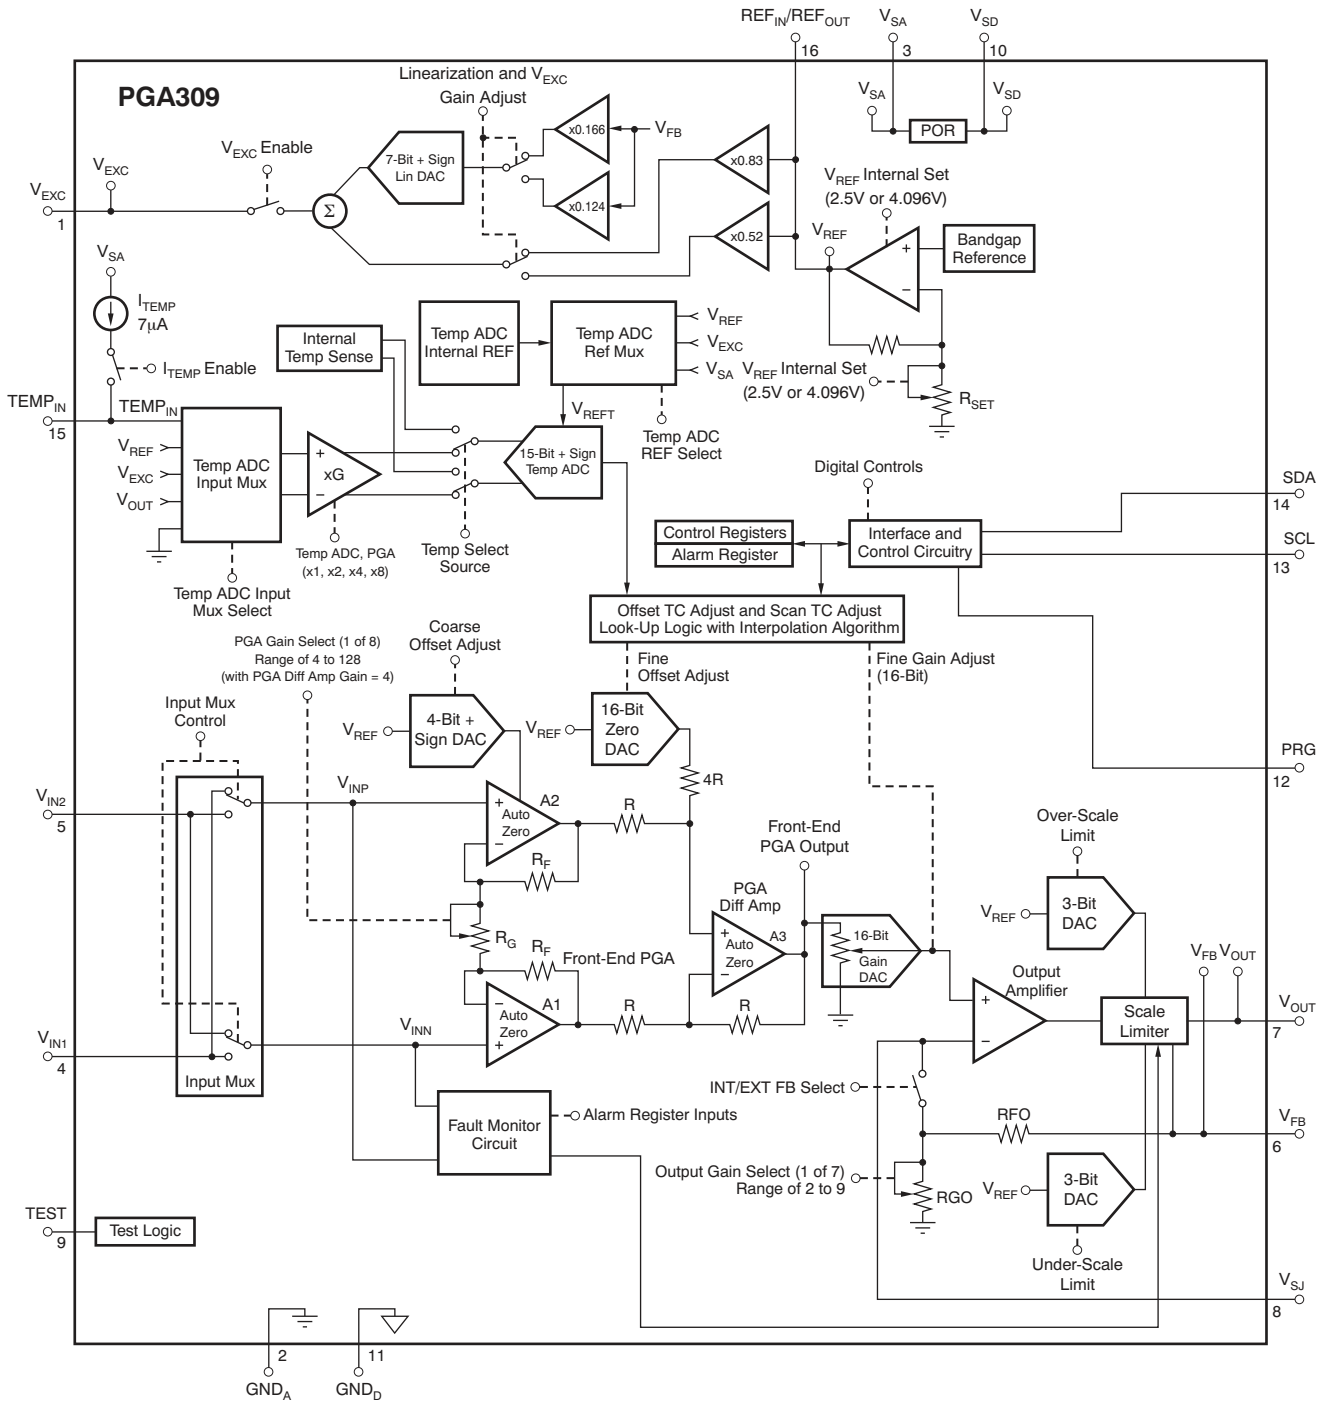 REF_IN/REF_OUT
16
V_SA
3
V_SD
10
PGA309
Linearization and V_EXC
Gain Adjust
V_SA
POR
V_SD
x0.166
V_FB
x0.124
7-Bit + Sign
Lin DAC
x0.83
x0.52
V_EXC Enable
V_EXC
V_EXC
1
Σ
V_REF Internal Set
(2.5V or 4.096V)
V_REF
+
−
Bandgap
Reference
V_SA
I_TEMP
7μA
I_TEMP Enable
Internal
Temp Sense
Temp ADC
Internal REF
Temp ADC
Ref Mux
V_REF
V_EXC
V_SA
V_REF Internal Set
(2.5V or 4.096V)
R_SET
V_REFT
Temp ADC
REF Select
TEMP_IN
15
TEMP_IN
V_REF
V_EXC
V_OUT
Temp ADC
Input Mux
+
xG
−
15-Bit + Sign
Temp ADC
Temp ADC, PGA
(x1, x2, x4, x8)
Temp Select
Source
Temp ADC Input
Mux Select
Digital Controls
Control Registers
Alarm Register
Interface and
Control Circuitry
SDA
14
SCL
13
Offset TC Adjust and Scan TC Adjust
Look-Up Logic with Interpolation Algorithm
PGA Gain Select (1 of 8)
Range of 4 to 128
(with PGA Diff Amp Gain = 4)
Coarse
Offset Adjust
Fine
Offset Adjust
Fine Gain Adjust
(16-Bit)
Input Mux
Control
V_REF
4-Bit +
Sign DAC
V_REF
16-Bit
Zero
DAC
4R
PRG
12
V_IN2
5
V_INP
+
Auto
Zero
−
A2
R_F
R
Front-End
PGA Output
Over-Scale
Limit
V_REF
3-Bit
DAC
PGA
Diff Amp
+
Auto
Zero
−
A3
16-Bit
Gain
DAC
R_G
R_F
Front-End PGA
V_FB
V_OUT
Output
Amplifier
+
−
Scale
Limiter
V_OUT
7
−
Auto
Zero
+
A1
R
R
V_INN
V_IN1
4
Input Mux
INT/EXT FB Select
Fault Monitor
Circuit
Alarm Register Inputs
RFO
V_FB
6
Output Gain Select (1 of 7)
Range of 2 to 9
RGO
V_REF
3-Bit
DAC
TEST
9
Test Logic
Under-Scale
Limit
V_SJ
8
2
GND_A
11
GND_D